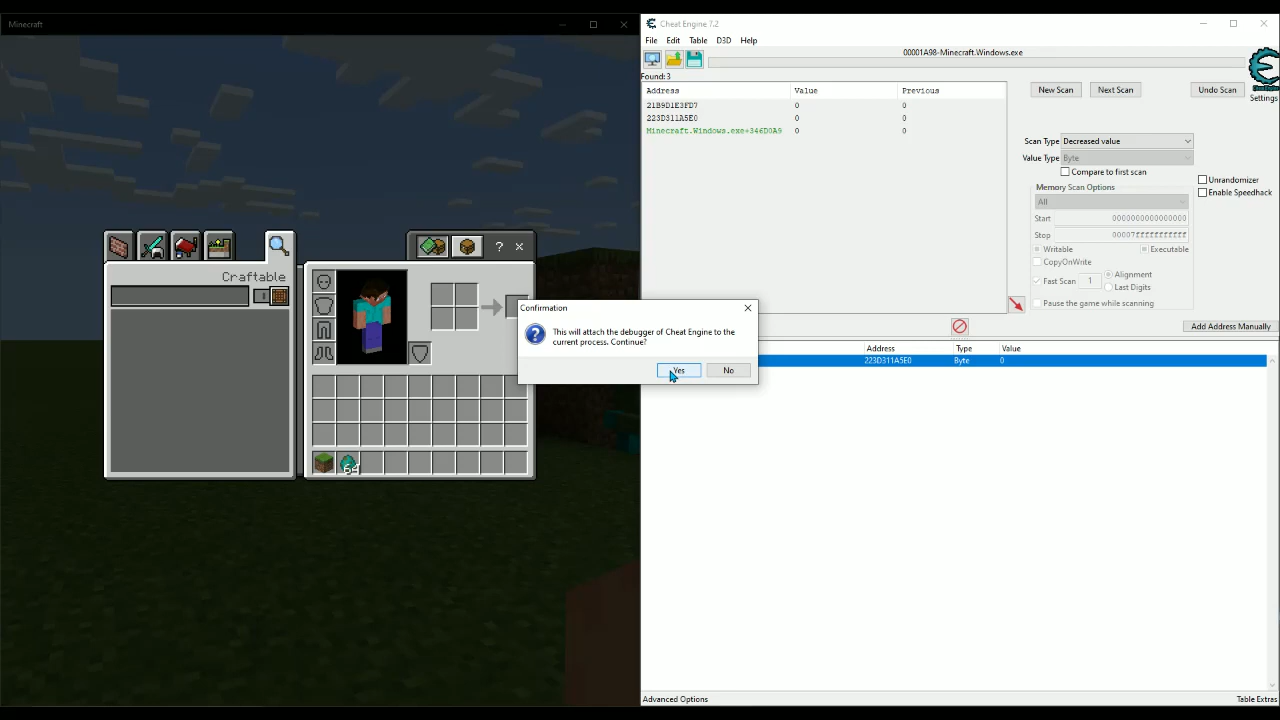 Minecraft
Cheat Engine 7.2
File Edit Table D3D Help
00001A98-Minecraft.Windows.exe
Found:3
Address Value Previous
21B9D1E3FD7 0 0
223D311A5E0 0 0
Minecraft.Windows.exe+346D0A9 0 0
New Scan Next Scan Undo Scan
Settings
Scan Type Decreased value
Value Type Byte
Compare to first scan
Memory Scan Options
All
Start 0000000000000000
Stop 00007fffffffffff
Writable Executable
CopyOnWrite
Fast Scan 1 Alignment
Last Digits
Pause the game while scanning
Unrandomizer
Enable Speedhack
Add Address Manually
Address Type Value
223D311A5E0 Byte 0
Advanced Options
Table Extras
Craftable
?
64
Confirmation
This will attach the debugger of Cheat Engine to the
current process. Continue?
Yes No